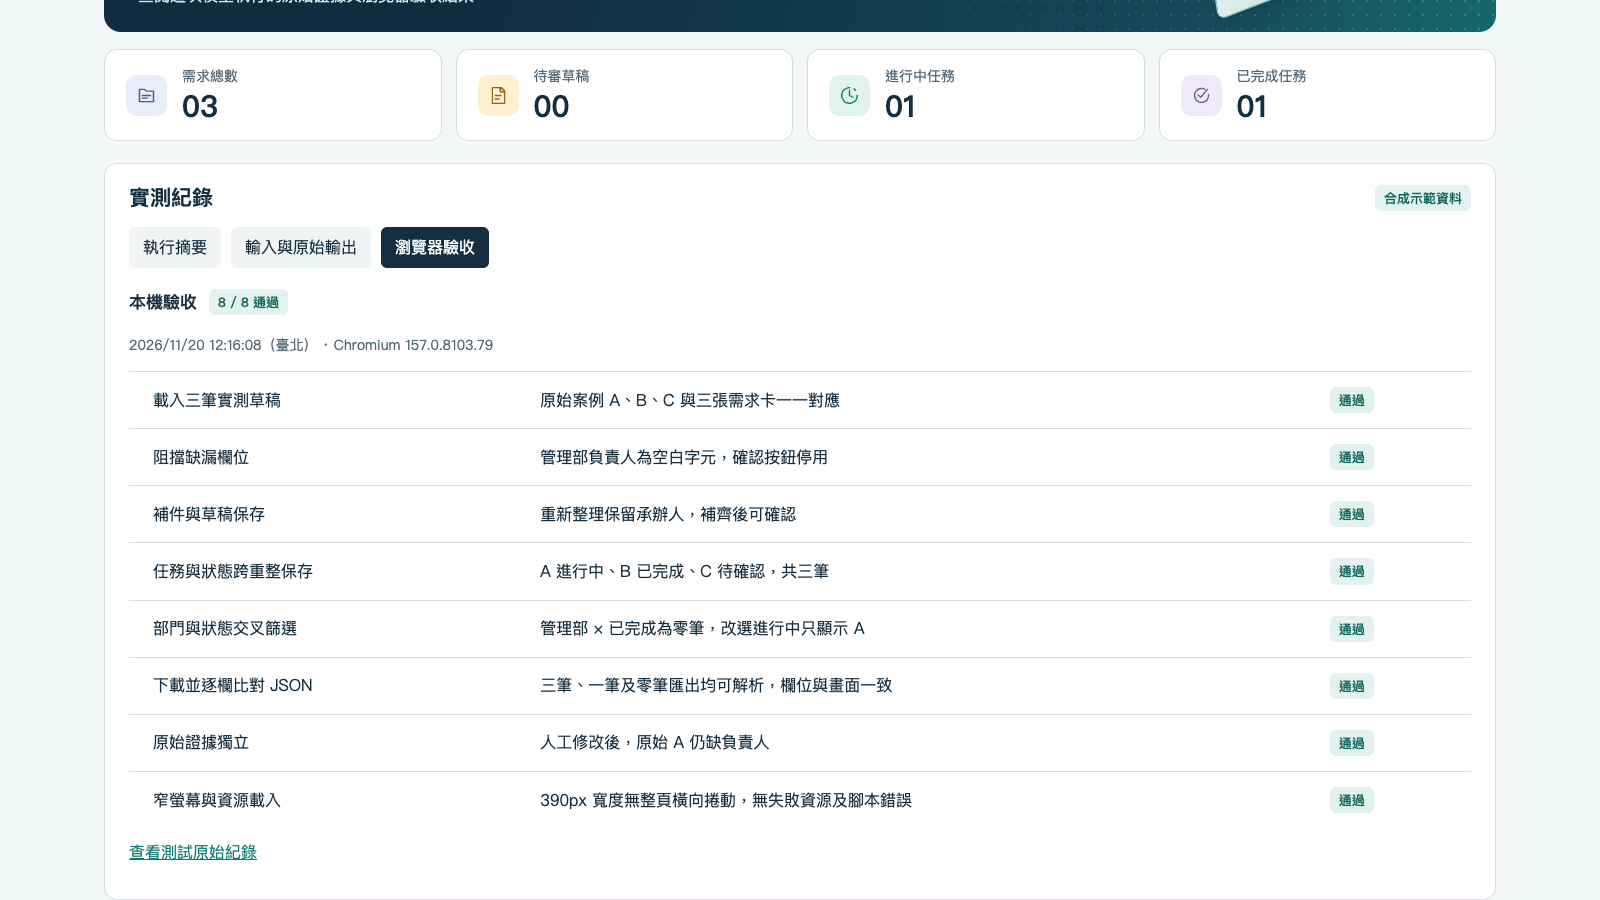 需求總數
03
待審草稿
00
進行中任務
01
已完成任務
01
實測紀錄
合成示範資料
執行摘要
輸入與原始輸出
瀏覽器驗收
本機驗收
8 / 8 通過
2026/11/20 12:16:08（臺北）・Chromium 157.0.8103.79
載入三筆實測草稿 原始案例 A、B、C 與三張需求卡一一對應 通過
阻擋缺漏欄位 管理部負責人為空白字元，確認按鈕停用 通過
補件與草稿保存 重新整理保留承辦人，補齊後可確認 通過
任務與狀態跨重整保存 A 進行中、B 已完成、C 待確認，共三筆 通過
部門與狀態交叉篩選 管理部 × 已完成為零筆，改選進行中只顯示 A 通過
下載並逐欄比對 JSON 三筆、一筆及零筆匯出均可解析，欄位與畫面一致 通過
原始證據獨立 人工修改後，原始 A 仍缺負責人 通過
窄螢幕與資源載入 390px 寬度無整頁橫向捲動，無失敗資源及腳本錯誤 通過
查看測試原始紀錄